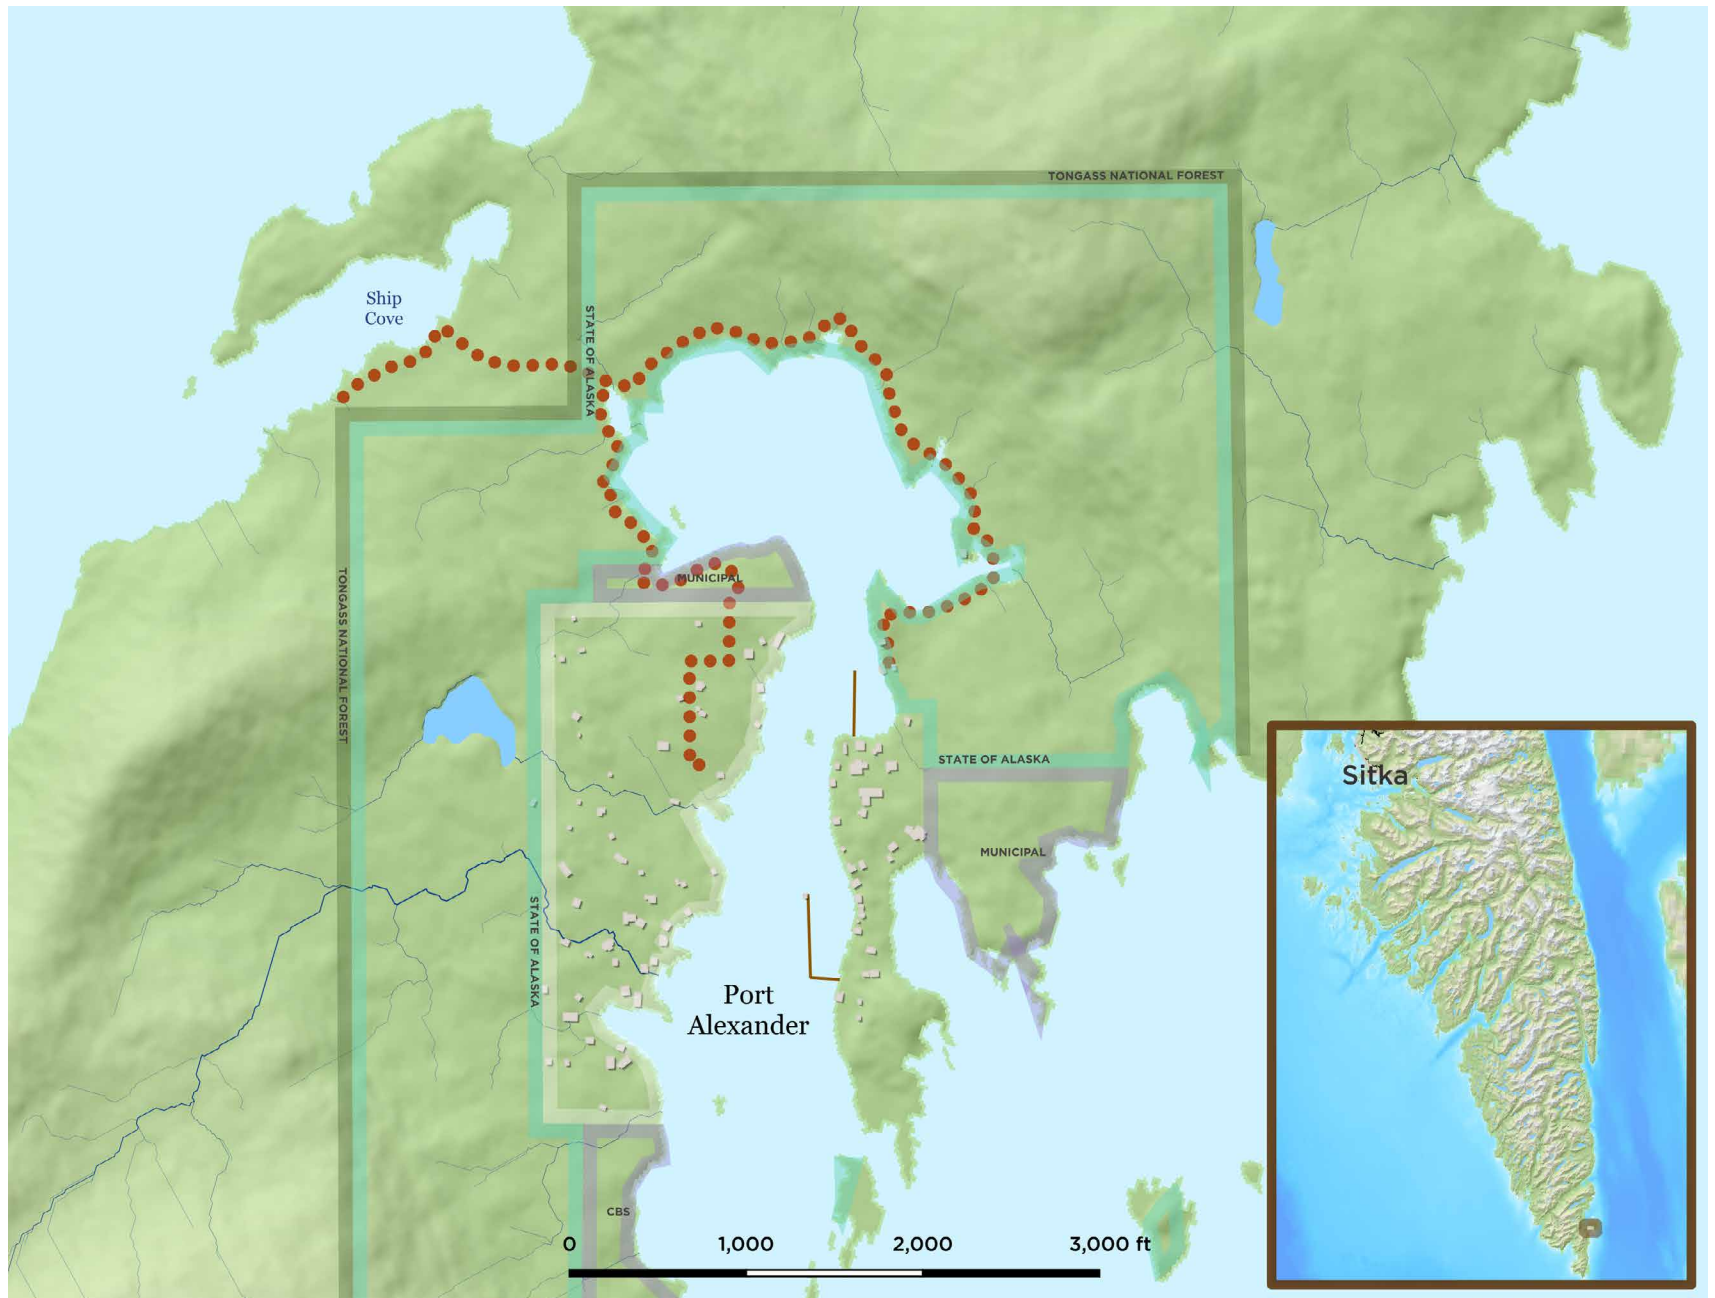 TONGASS NATIONAL FOREST
Ship
Cove
STATE OF ALASKA
MUNICIPAL
TONGASS NATIONAL FOREST
STATE OF ALASKA
Sitka
MUNICIPAL
STATE OF ALASKA
Port
Alexander
CBS
0 1,000 2,000 3,000 ft